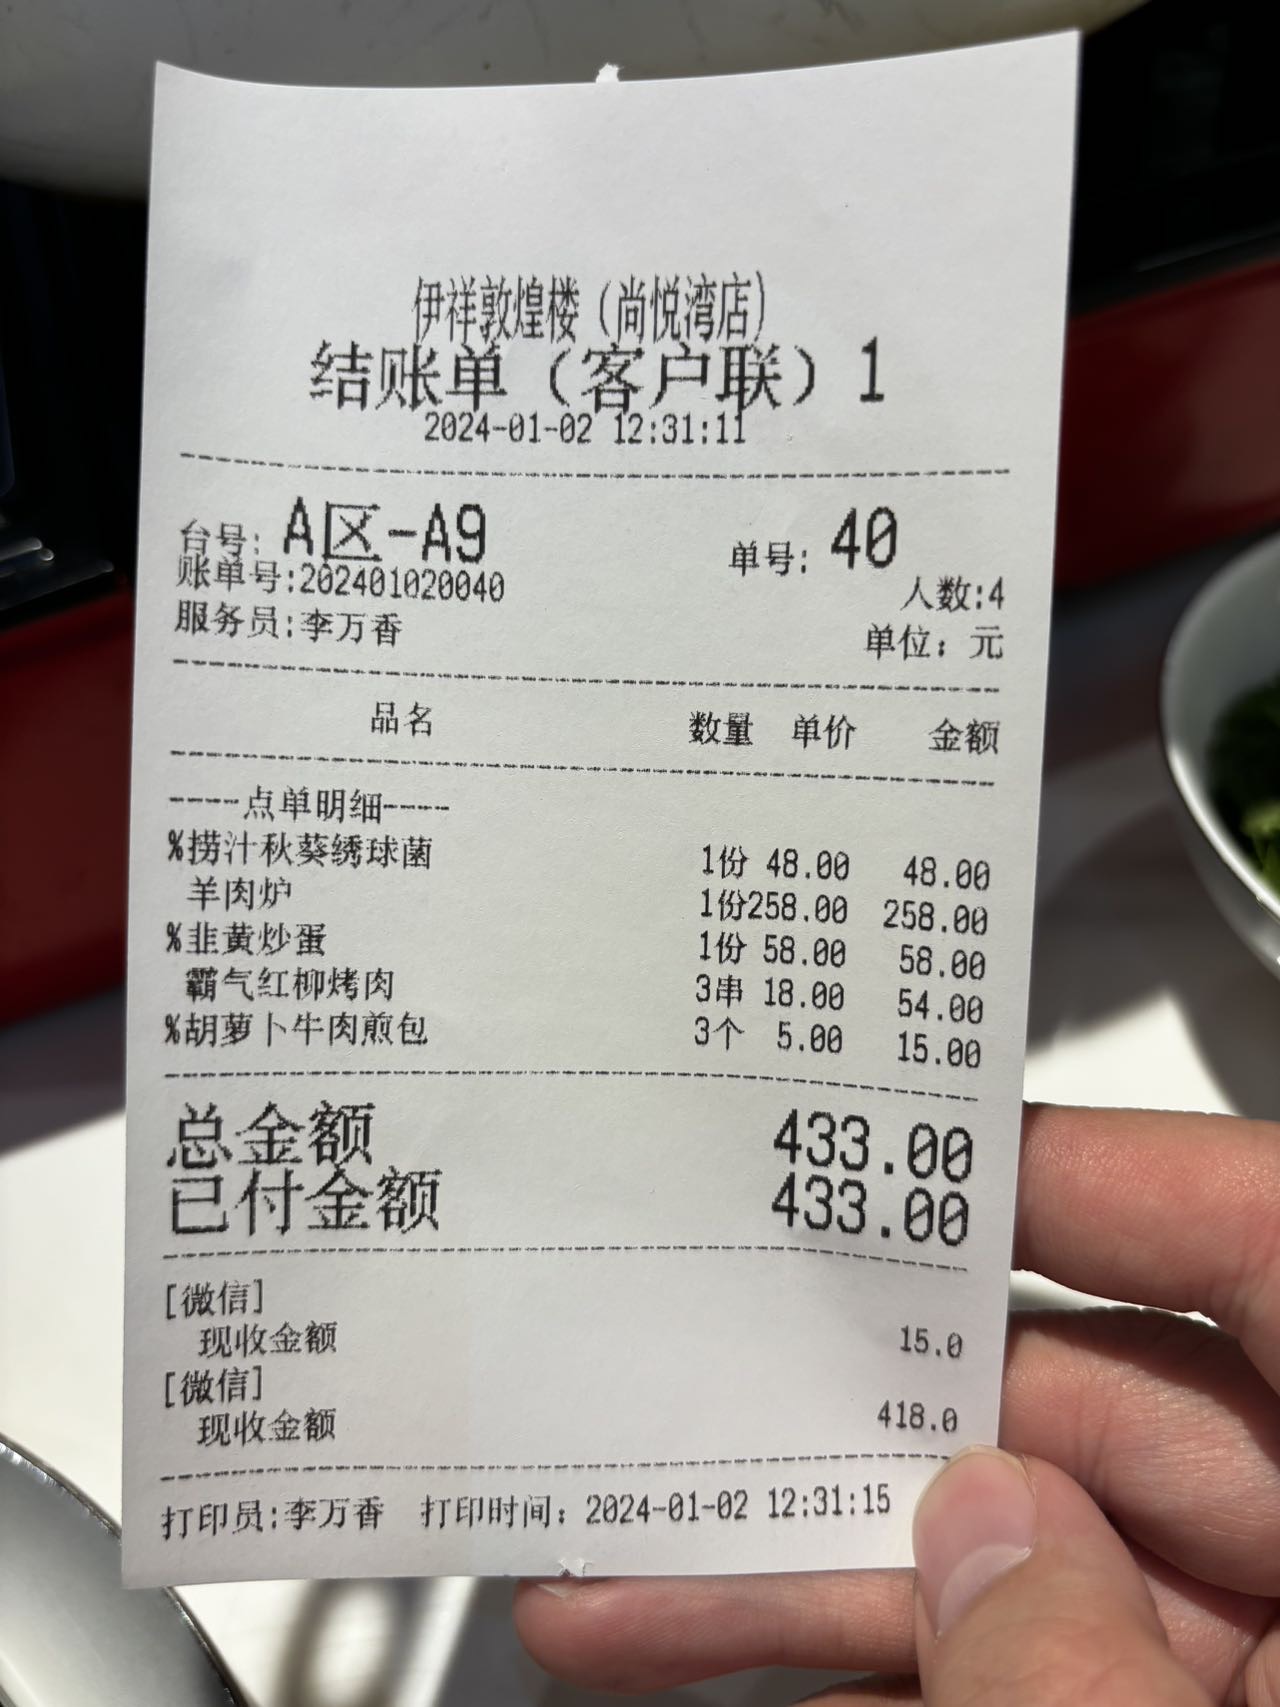 伊祥敦煌楼（尚悦湾店）
结账单（客户联）1
2024-01-02 12:31:11
台号: A区-A9 单号: 40
账单号:202401020040 人数:4
服务员:李万香 单位：元
品名 数量 单价 金额
----点单明细----
%捞汁秋葵绣球菌 1份 48.00 48.00
羊肉炉 1份258.00 258.00
%韭黄炒蛋 1份 58.00 58.00
霸气红柳烤肉 3串 18.00 54.00
%胡萝卜牛肉煎包 3个 5.00 15.00
总金额 433.00
已付金额 433.00
[微信]
现收金额 15.0
[微信]
现收金额 418.0
打印员:李万香 打印时间：2024-01-02 12:31:15